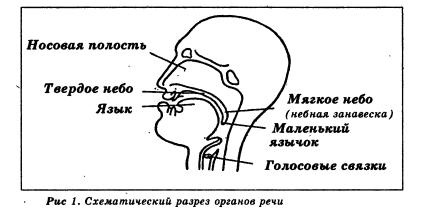 Носовая полость
Твердое небо
Язык
Мягкое небо
(небная занавеска)
Маленький
язычок
Голосовые связки
Рис 1. Схематический разрез органов речи